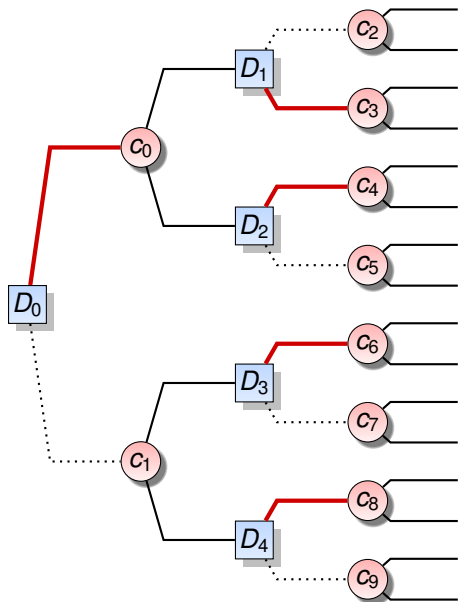 c₂
D₁
c₃
c₀
c₄
D₂
c₅
D₀
c₆
D₃
c₇
c₁
c₈
D₄
c₉